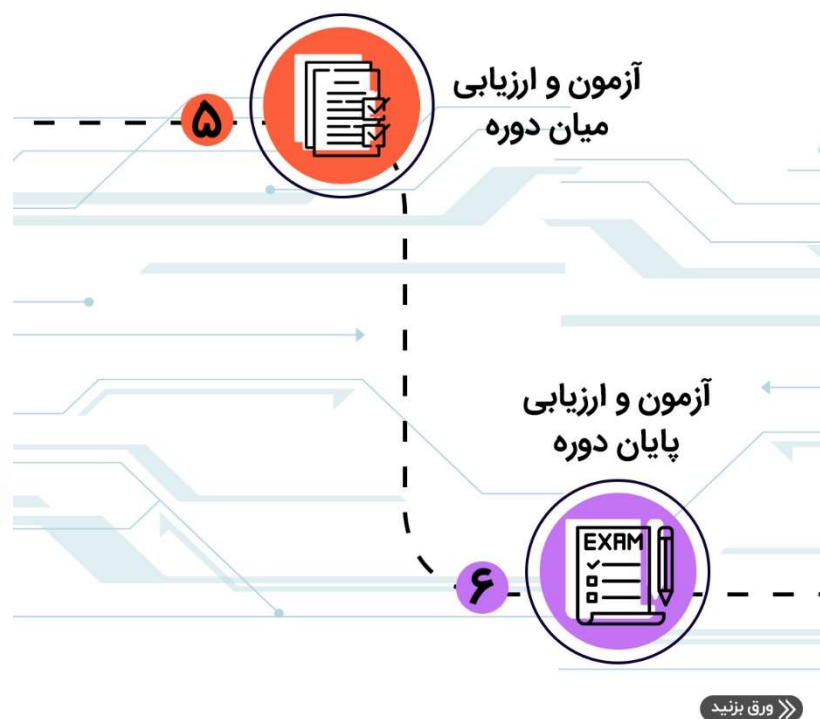 آزمون و ارزیابی
میان دوره
۵
آزمون و ارزیابی
پایان دوره
۶
EXAM
ورق بزنید